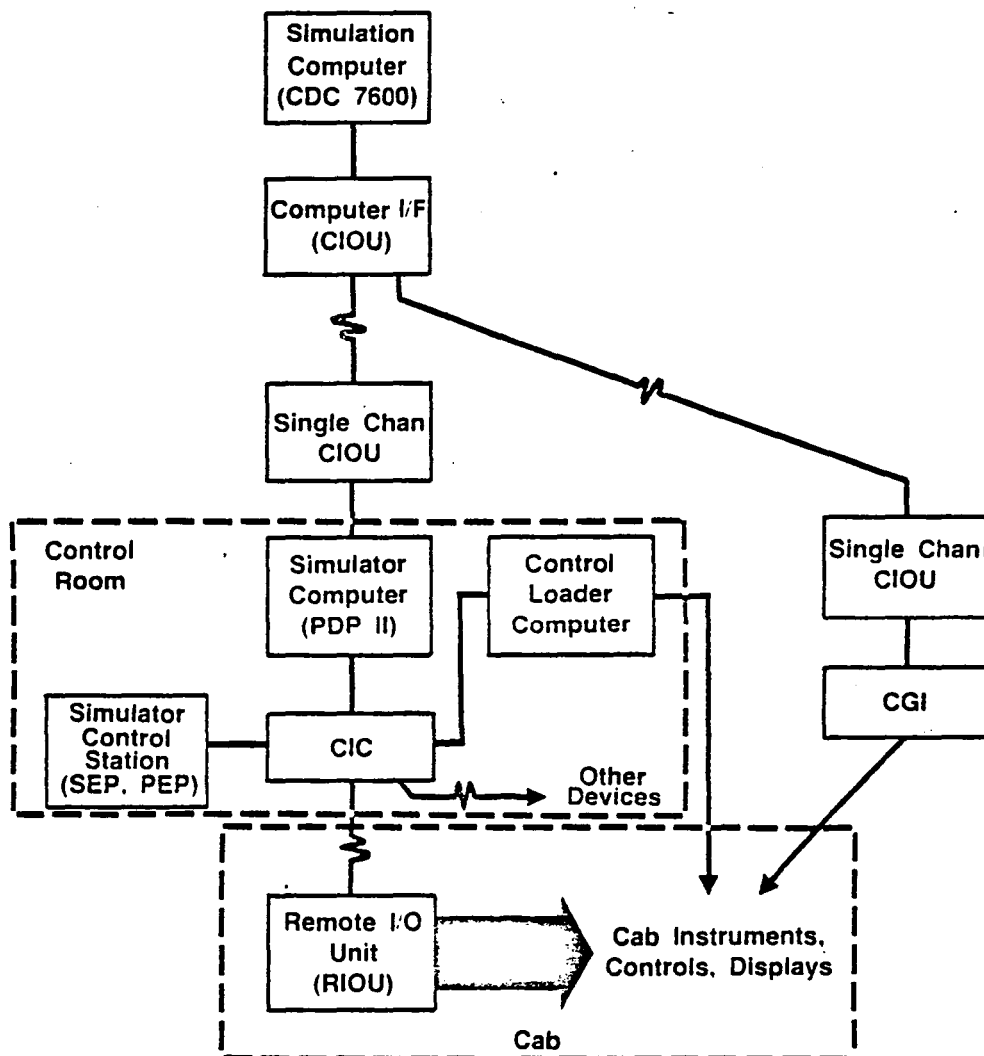 Simulation
Computer
(CDC 7600)
Computer I/F
(CIOU)
Single Chan
CIOU
Control
Room
Simulator
Computer
(PDP II)
Control
Loader
Computer
Single Chan
CIOU
Simulator
Control
Station
(SEP, PEP)
CIC
CGI
Other
Devices
Remote I/O
Unit
(RIOU)
Cab Instruments,
Controls, Displays
Cab